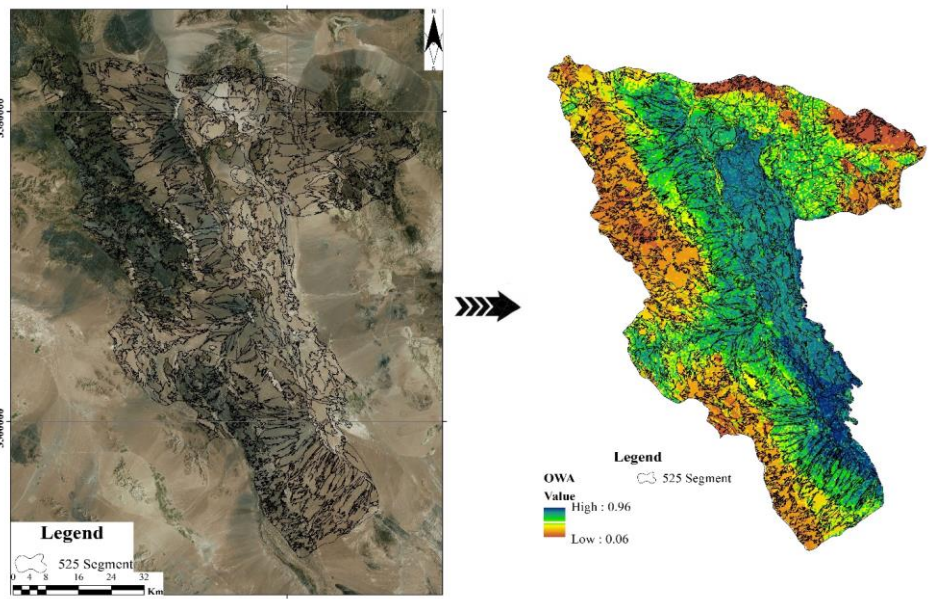 N
Legend
525 Segment
0 4 8 16 24 32
Km
Legend
OWA
525 Segment
Value
High : 0.96
Low : 0.06